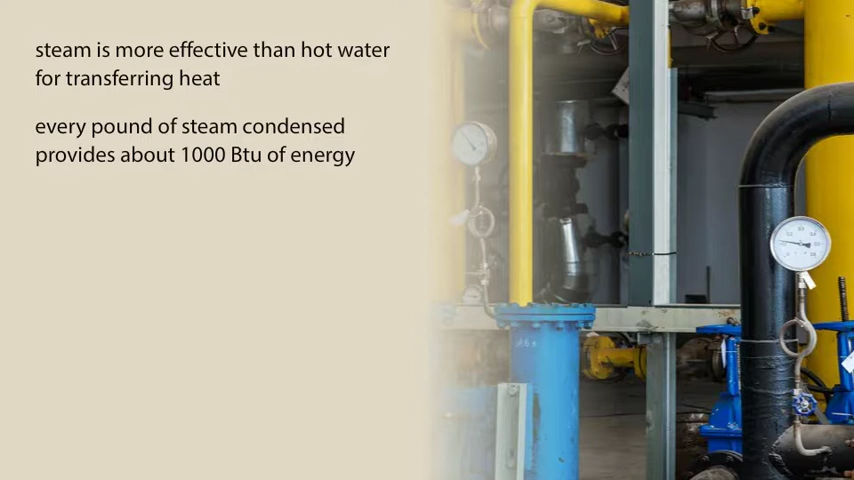 steam is more effective than hot water
for transferring heat
every pound of steam condensed
provides about 1000 Btu of energy